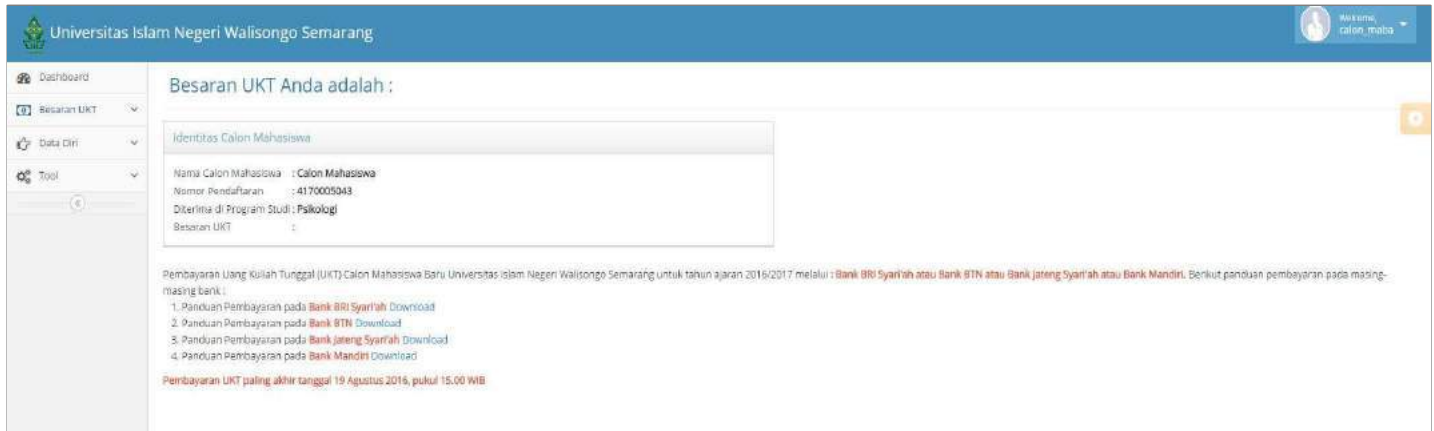 Universitas Islam Negeri Walisongo Semarang
Welcome,
calon_maba
Dashboard
Besaran UKT
Data Diri
Tool
Besaran UKT Anda adalah :
Identitas Calon Mahasiswa
Nama Calon Mahasiswa : Calon Mahasiswa
Nomor Pendaftaran : 4170005043
Diterima di Program Studi : Psikologi
Besaran UKT :
Pembayaran Uang Kuliah Tunggal (UKT) Calon Mahasiswa Baru Universitas Islam Negeri Walisongo Semarang untuk tahun ajaran 2016/2017 melalui : Bank BRI Syari'ah atau Bank BTN atau Bank Jateng Syari'ah atau Bank Mandiri. Berikut panduan pembayaran pada masing-
masing bank :
1. Panduan Pembayaran pada Bank BRI Syari'ah Download
2. Panduan Pembayaran pada Bank BTN Download
3. Panduan Pembayaran pada Bank Jateng Syari'ah Download
4. Panduan Pembayaran pada Bank Mandiri Download
Pembayaran UKT paling akhir tanggal 19 Agustus 2016, pukul 15.00 WIB